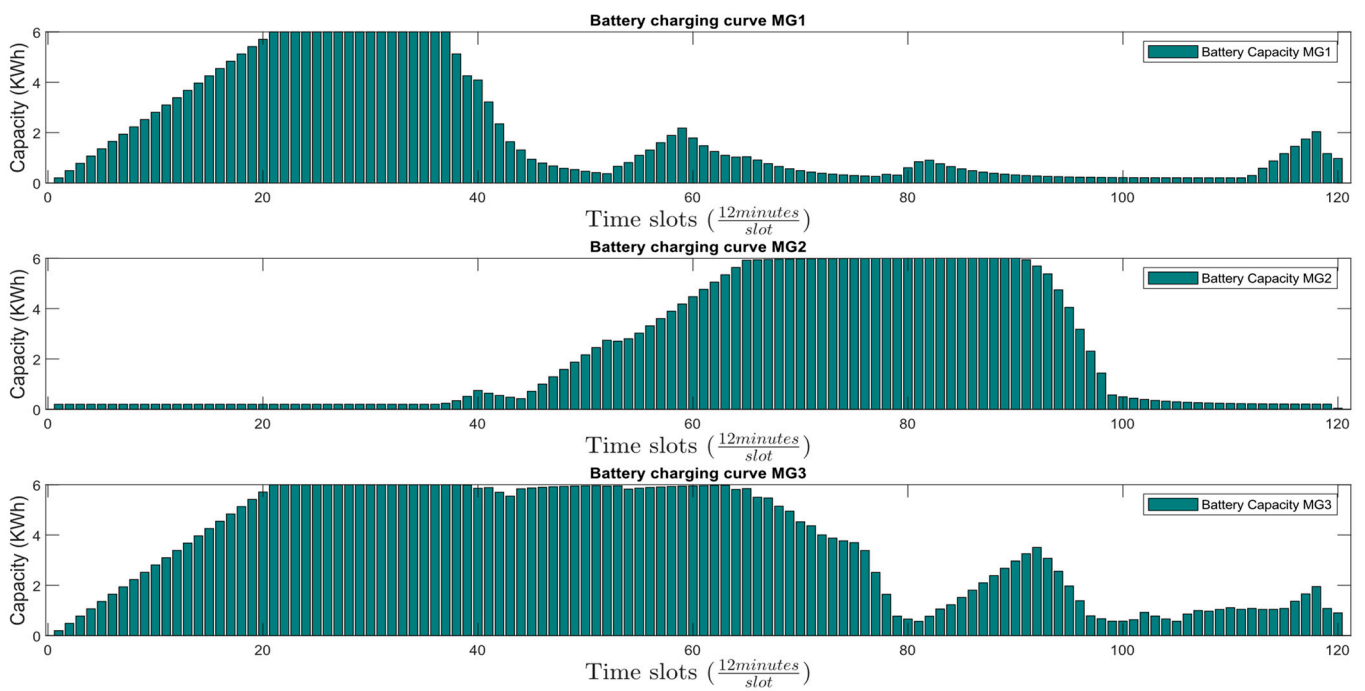 Battery charging curve MG1
Capacity (KWh)
6
4
2
0
Battery Capacity MG1
0 20 40 60 80 100 120
Time slots (12minutes/slot)
Battery charging curve MG2
Capacity (KWh)
6
4
2
0
Battery Capacity MG2
0 20 40 60 80 100 120
Time slots (12minutes/slot)
Battery charging curve MG3
Capacity (KWh)
6
4
2
0
Battery Capacity MG3
0 20 40 60 80 100 120
Time slots (12minutes/slot)